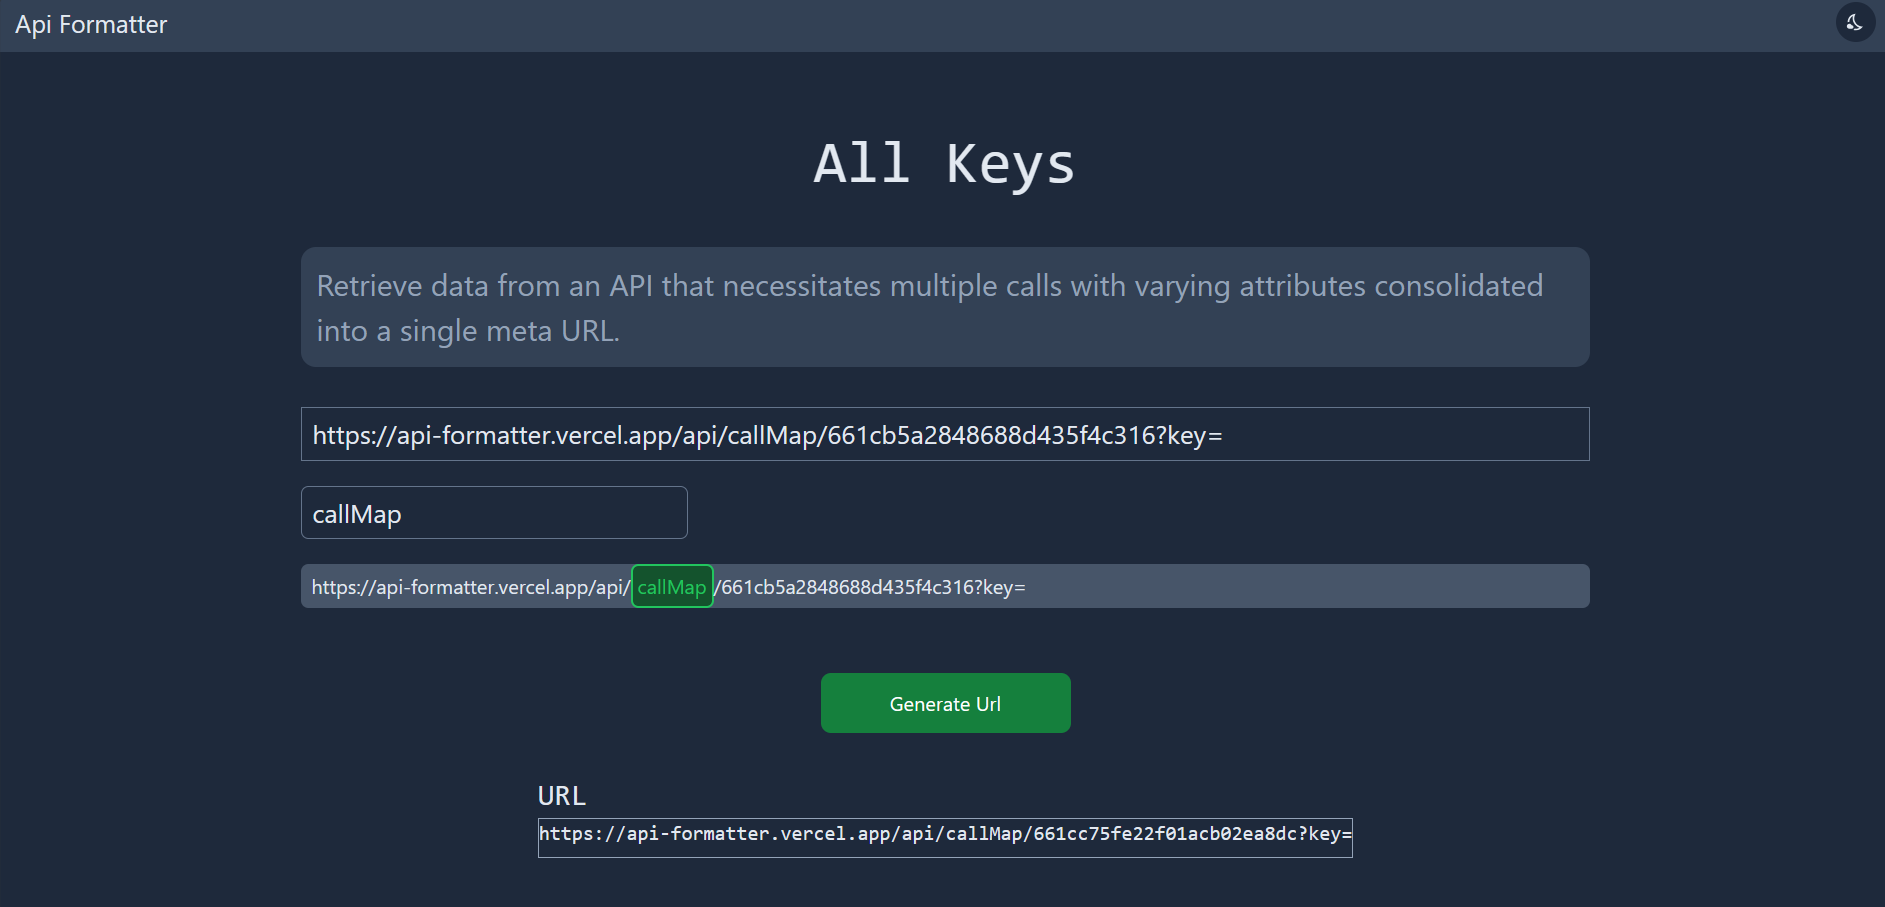 Api Formatter
All Keys
Retrieve data from an API that necessitates multiple calls with varying attributes consolidated
into a single meta URL.
https://api-formatter.vercel.app/api/callMap/661cb5a2848688d435f4c316?key=
callMap
https://api-formatter.vercel.app/api/callMap/661cb5a2848688d435f4c316?key=
Generate Url
URL
https://api-formatter.vercel.app/api/callMap/661cc75fe22f01acb02ea8dc?key=